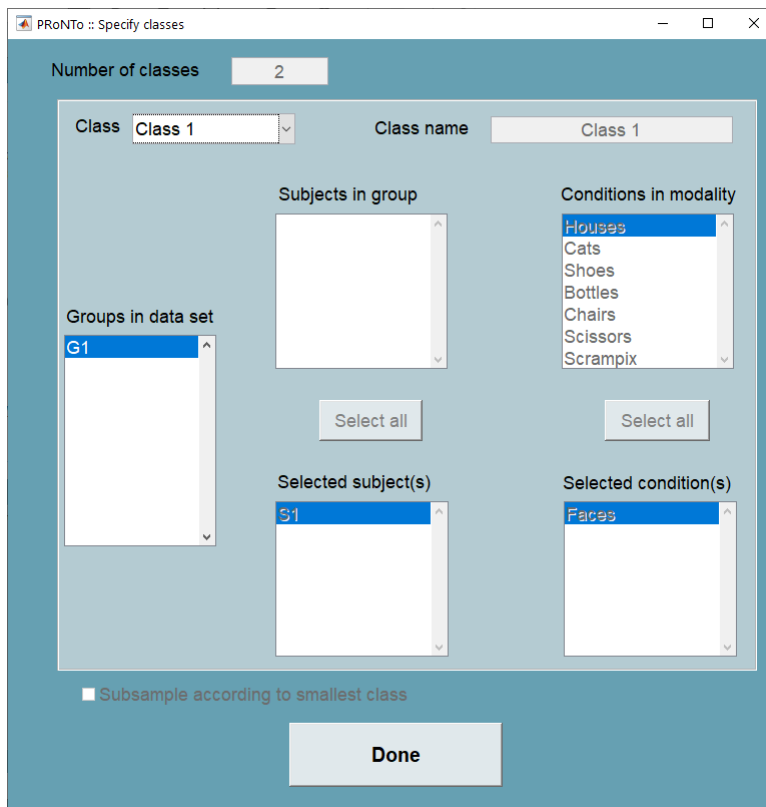 PRoNTo :: Specify classes
Number of classes 2
Class Class 1 Class name Class 1
Subjects in group Conditions in modality
Houses
Cats
Shoes
Bottles
Chairs
Scissors
Scrampix
Groups in data set
G1
Select all Select all
Selected subject(s) Selected condition(s)
S1 Faces
Subsample according to smallest class
Done